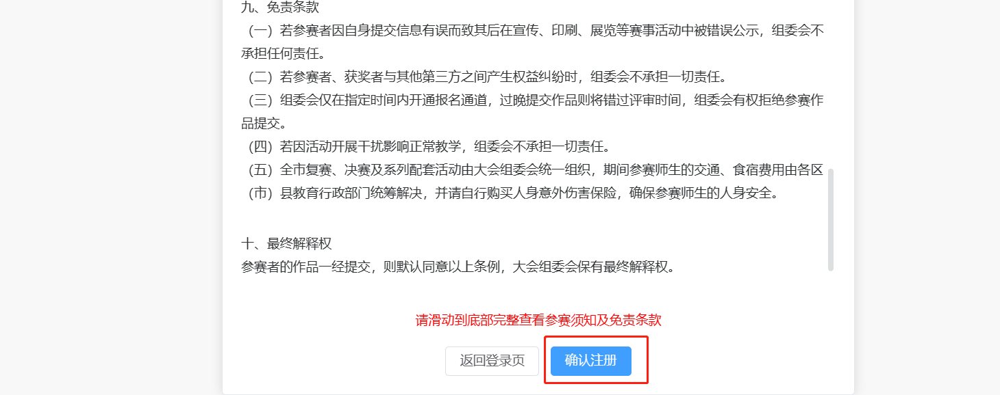 九、免责条款
（一）若参赛者因自身提交信息有误而致其后在宣传、印刷、展览等赛事活动中被错误公示，组委会不
承担任何责任。
（二）若参赛者、获奖者与其他第三方之间产生权益纠纷时，组委会不承担一切责任。
（三）组委会仅在指定时间内开通报名通道，过晚提交作品则将错过评审时间，组委会有权拒绝参赛作
品提交。
（四）若因活动开展干扰影响正常教学，组委会不承担一切责任。
（五）全市复赛、决赛及系列配套活动由大会组委会统一组织，期间参赛师生的交通、食宿费用由各区
（市）县教育行政部门统筹解决，并请自行购买人身意外伤害保险，确保参赛师生的人身安全。
十、最终解释权
参赛者的作品一经提交，则默认同意以上条例，大会组委会保有最终解释权。
请滑动到底部完整查看参赛须知及免责条款
返回登录页 确认注册